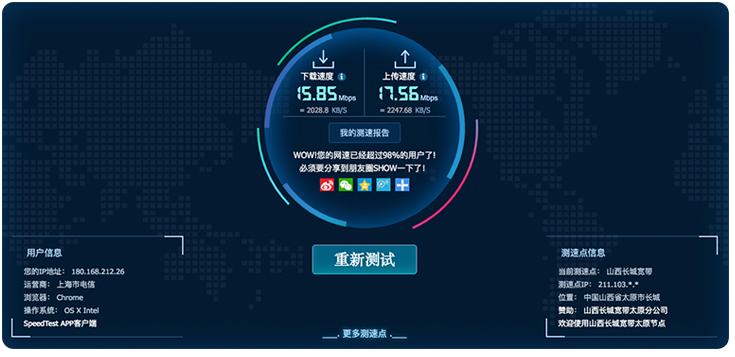 下载速度 上传速度
15.85 Mbps 17.56 Mbps
= 2028.8 KB/S = 2247.68 KB/S
我的测速报告
WOW!您的网速已经超过98%的用户了!
必须要分享到朋友圈SHOW一下了!
重新测试
用户信息
您的IP地址: 180.168.212.26
运营商: 上海市电信
浏览器: Chrome
操作系统: OS X Intel
SpeedTest APP客户端
测速点信息
当前测速点: 山西长城宽带
测速点IP: 211.103.*.*
位置: 中国山西省太原市长城
赞助: 山西长城宽带太原分公司
欢迎使用山西长城宽带太原节点
.更多测速点.